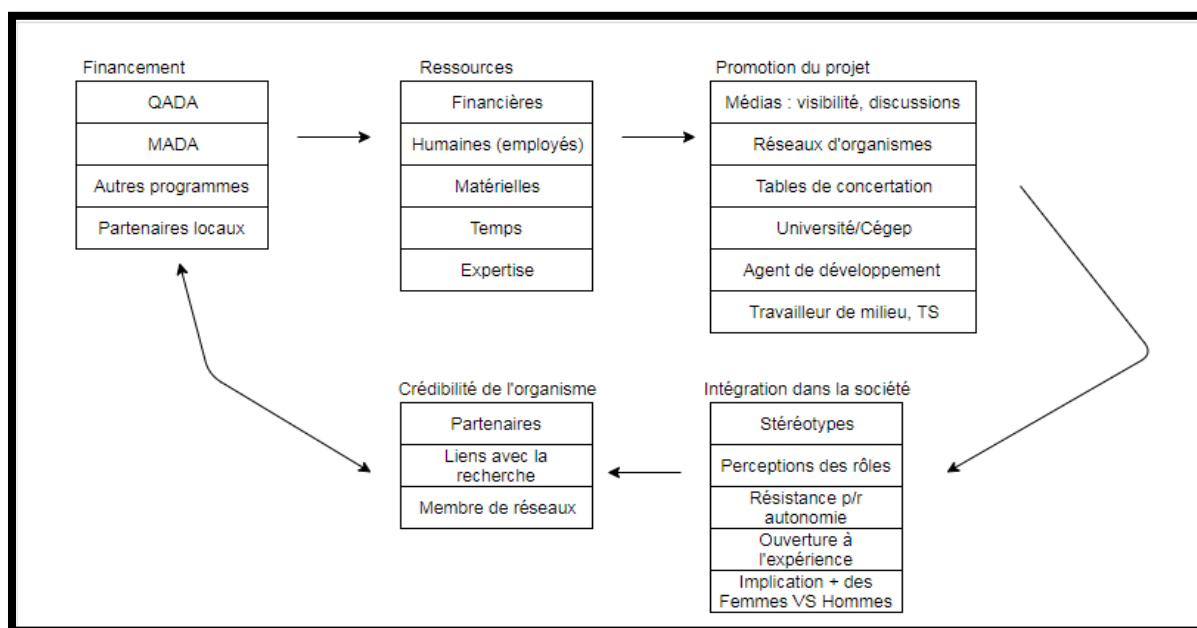 Financement
QADA
MADA
Autres programmes
Partenaires locaux
Ressources
Financières
Humaines (employés)
Matérielles
Temps
Expertise
Promotion du projet
Médias : visibilité, discussions
Réseaux d'organismes
Tables de concertation
Université/Cégep
Agent de développement
Travailleur de milieu, TS
Crédibilité de l'organisme
Partenaires
Liens avec la
recherche
Membre de réseaux
Intégration dans la société
Stéréotypes
Perceptions des rôles
Résistance p/r
autonomie
Ouverture à
l'expérience
Implication + des
Femmes VS Hommes